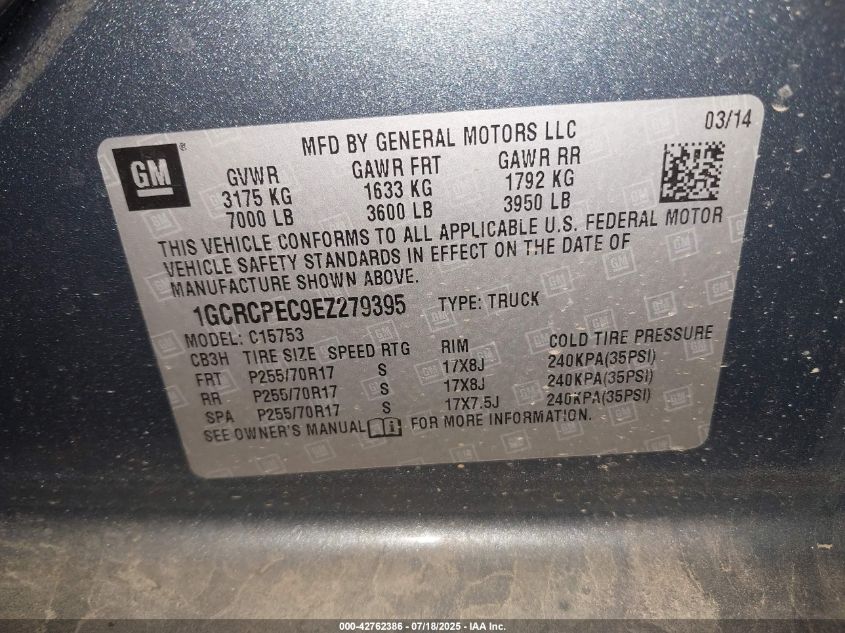 GM ®
MFD BY GENERAL MOTORS LLC 03/14
GVWR GAWR FRT GAWR RR
3175 KG 1633 KG 1792 KG
7000 LB 3600 LB 3950 LB
THIS VEHICLE CONFORMS TO ALL APPLICABLE U.S. FEDERAL MOTOR
VEHICLE SAFETY STANDARDS IN EFFECT ON THE DATE OF
MANUFACTURE SHOWN ABOVE.
1GCRCPEC9EZ279395 TYPE: TRUCK
MODEL: C15753
CB3H TIRE SIZE SPEED RTG RIM COLD TIRE PRESSURE
FRT P255/70R17 S 17X8J 240KPA(35PSI)
RR P255/70R17 S 17X8J 240KPA(35PSI)
SPA P255/70R17 S 17X7.5J 240KPA(35PSI)
SEE OWNER'S MANUAL FOR MORE INFORMATION.
000-42762386 - 07/18/2025 - IAA Inc.